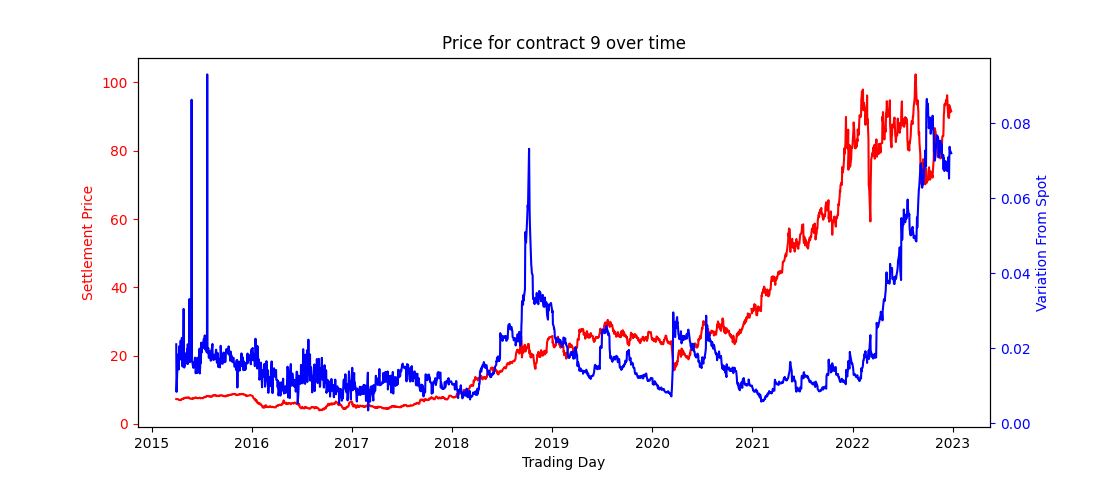 Price for contract 9 over time
100
80
60
40
20
0
Settlement Price
0.08
0.06
0.04
0.02
0.00
Variation From Spot
2015 2016 2017 2018 2019 2020 2021 2022 2023
Trading Day